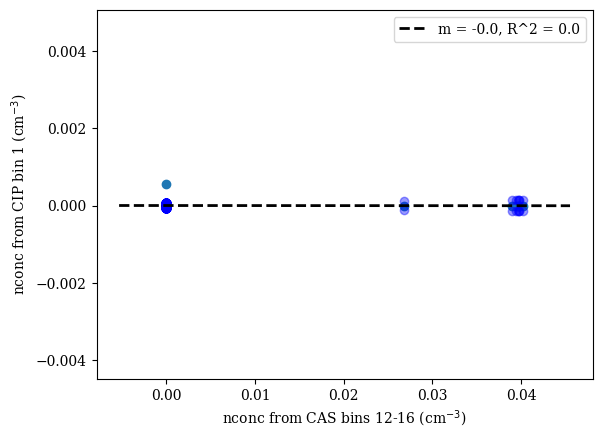 m = -0.0, R^2 = 0.0
0.004
0.002
0.000
−0.002
−0.004
nconc from CIP bin 1 (cm⁻³)
0.00 0.01 0.02 0.03 0.04
nconc from CAS bins 12-16 (cm⁻³)